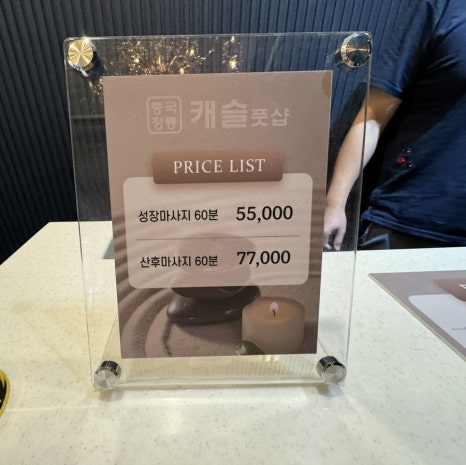 중국
정통
캐슬풋샵
PRICE LIST
성장마사지 60분 55,000
산후마사지 60분 77,000